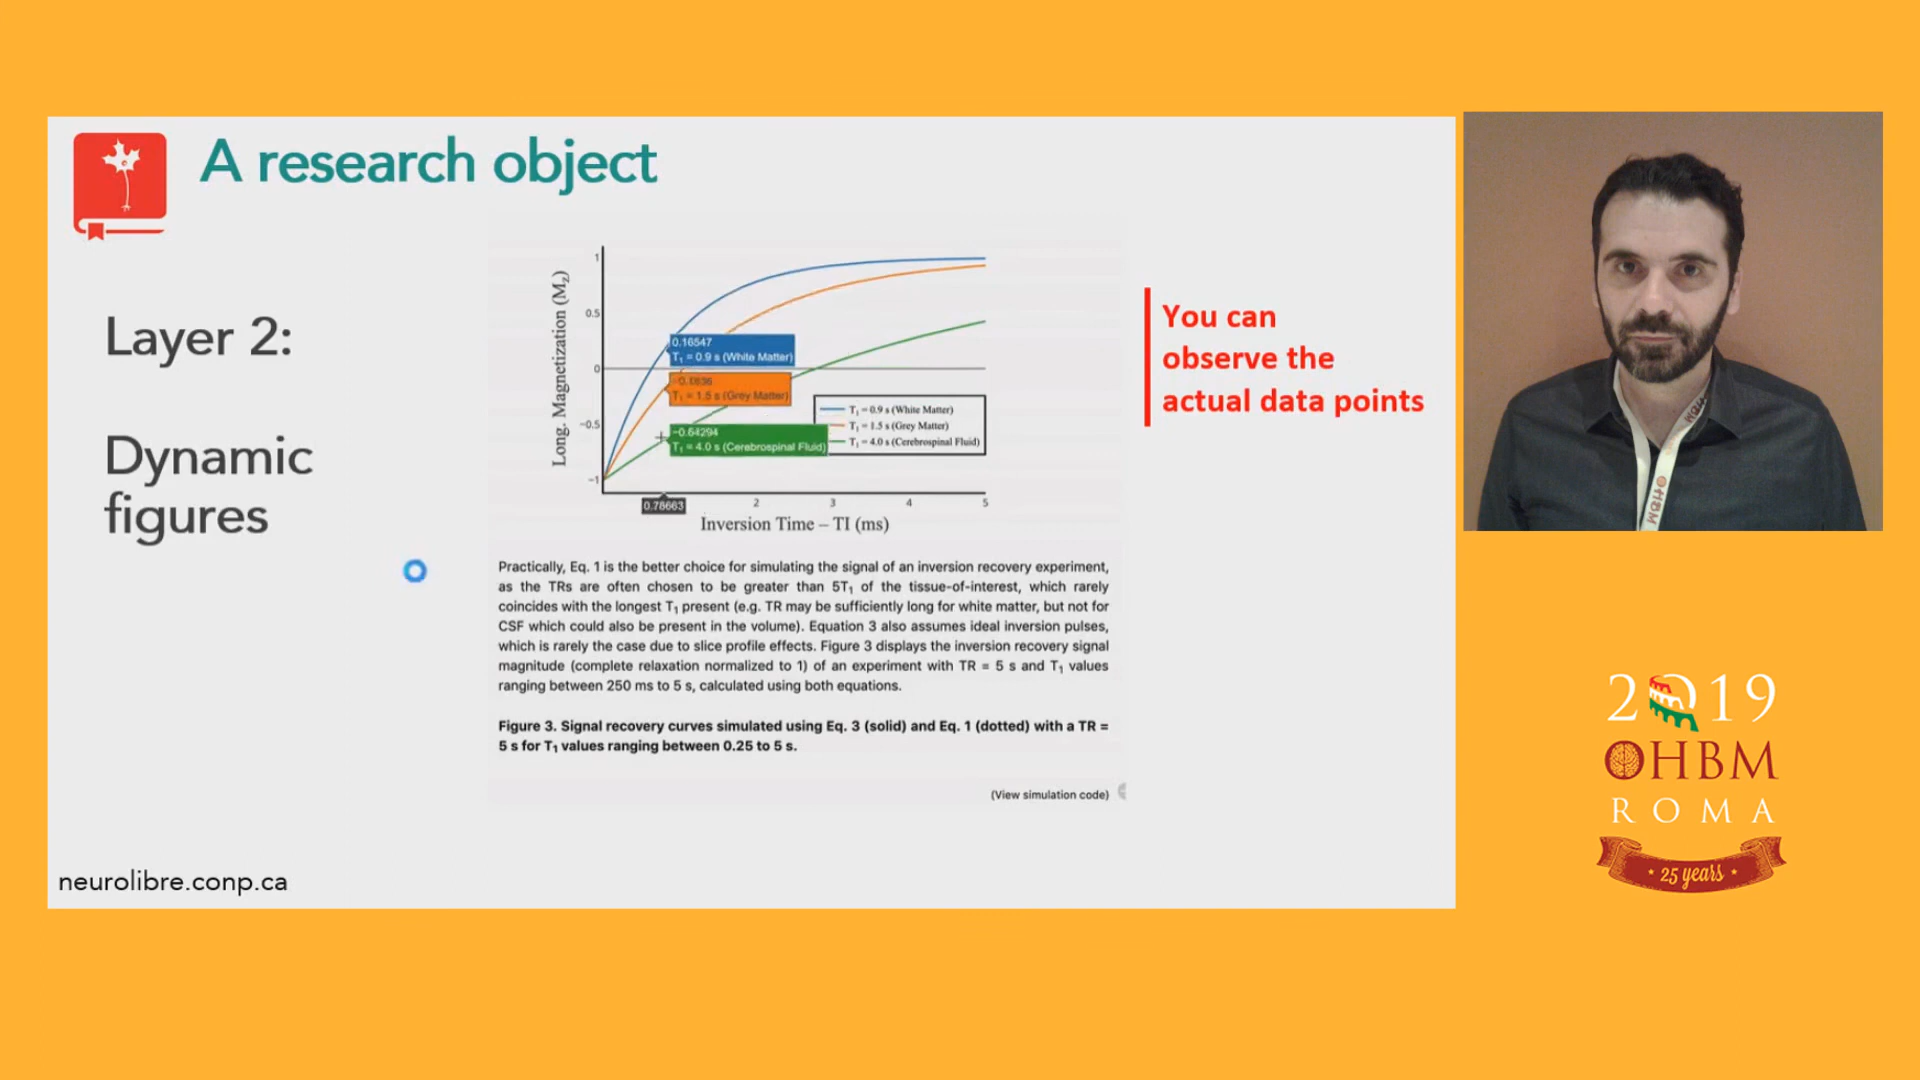 A research object
Layer 2:
Dynamic
figures
Long. Magnetization (Mz)
1
0.5
0
−0.5
−1
0.16547
T1 = 0.9 s (White Matter)
−0.0836
T1 = 1.5 s (Grey Matter)
−0.64294
T1 = 4.0 s (Cerebrospinal Fluid)
T1 = 0.9 s (White Matter)
T1 = 1.5 s (Grey Matter)
T1 = 4.0 s (Cerebrospinal Fluid)
0.78663
2 3 4 5
Inversion Time – TI (ms)
You can
observe the
actual data points
Practically, Eq. 1 is the better choice for simulating the signal of an inversion recovery experiment,
as the TRs are often chosen to be greater than 5T1 of the tissue-of-interest, which rarely
coincides with the longest T1 present (e.g. TR may be sufficiently long for white matter, but not for
CSF which could also be present in the volume). Equation 3 also assumes ideal inversion pulses,
which is rarely the case due to slice profile effects. Figure 3 displays the inversion recovery signal
magnitude (complete relaxation normalized to 1) of an experiment with TR = 5 s and T1 values
ranging between 250 ms to 5 s, calculated using both equations.
Figure 3. Signal recovery curves simulated using Eq. 3 (solid) and Eq. 1 (dotted) with a TR =
5 s for T1 values ranging between 0.25 to 5 s.
(View simulation code)
neurolibre.conp.ca
OHBM
2019
OHBM
ROMA
25 years